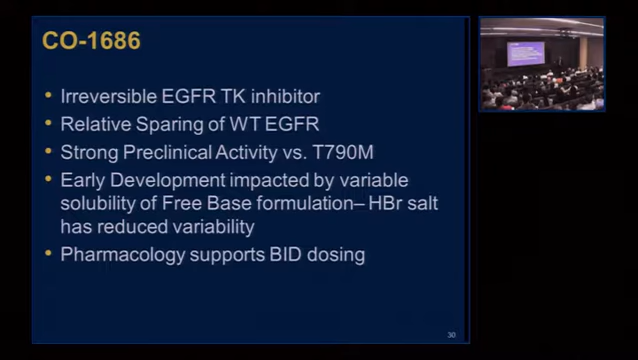 CO-1686
• Irreversible EGFR TK inhibitor
• Relative Sparing of WT EGFR
• Strong Preclinical Activity vs. T790M
• Early Development impacted by variable
solubility of Free Base formulation– HBr salt
has reduced variability
• Pharmacology supports BID dosing
30